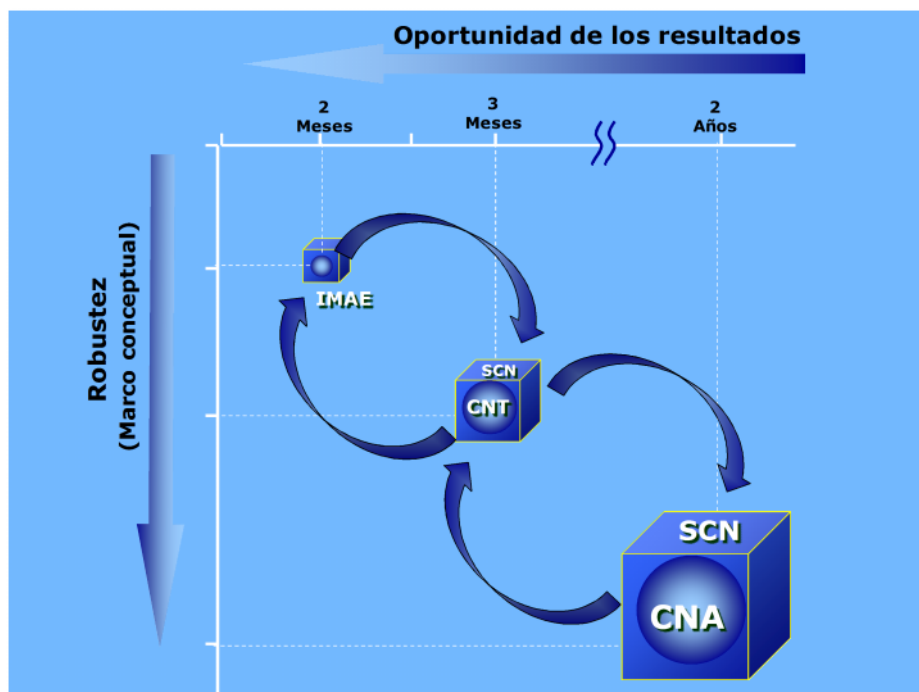 Oportunidad de los resultados
2
Meses
3
Meses
2
Años
Robustez
(Marco conceptual)
IMAE
SCN
CNT
SCN
CNA